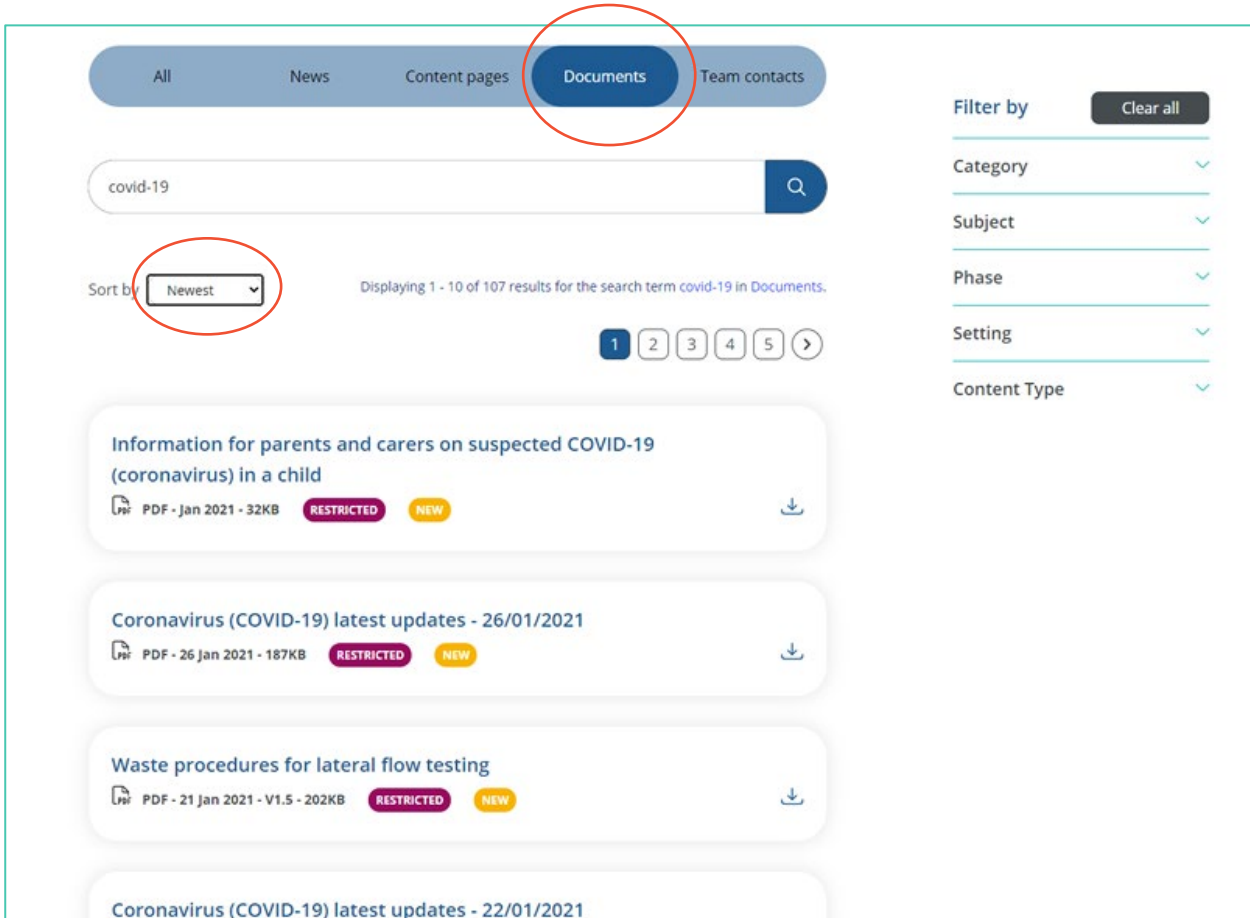 All News Content pages Documents Team contacts
covid-19
Sort by Newest
Displaying 1 - 10 of 107 results for the search term covid-19 in Documents.
1 2 3 4 5
Information for parents and carers on suspected COVID-19
(coronavirus) in a child
PDF PDF - Jan 2021 - 32KB RESTRICTED NEW
Coronavirus (COVID-19) latest updates - 26/01/2021
PDF PDF - 26 Jan 2021 - 187KB RESTRICTED NEW
Waste procedures for lateral flow testing
PDF PDF - 21 Jan 2021 - V1.5 - 202KB RESTRICTED NEW
Coronavirus (COVID-19) latest updates - 22/01/2021
Filter by Clear all
Category
Subject
Phase
Setting
Content Type